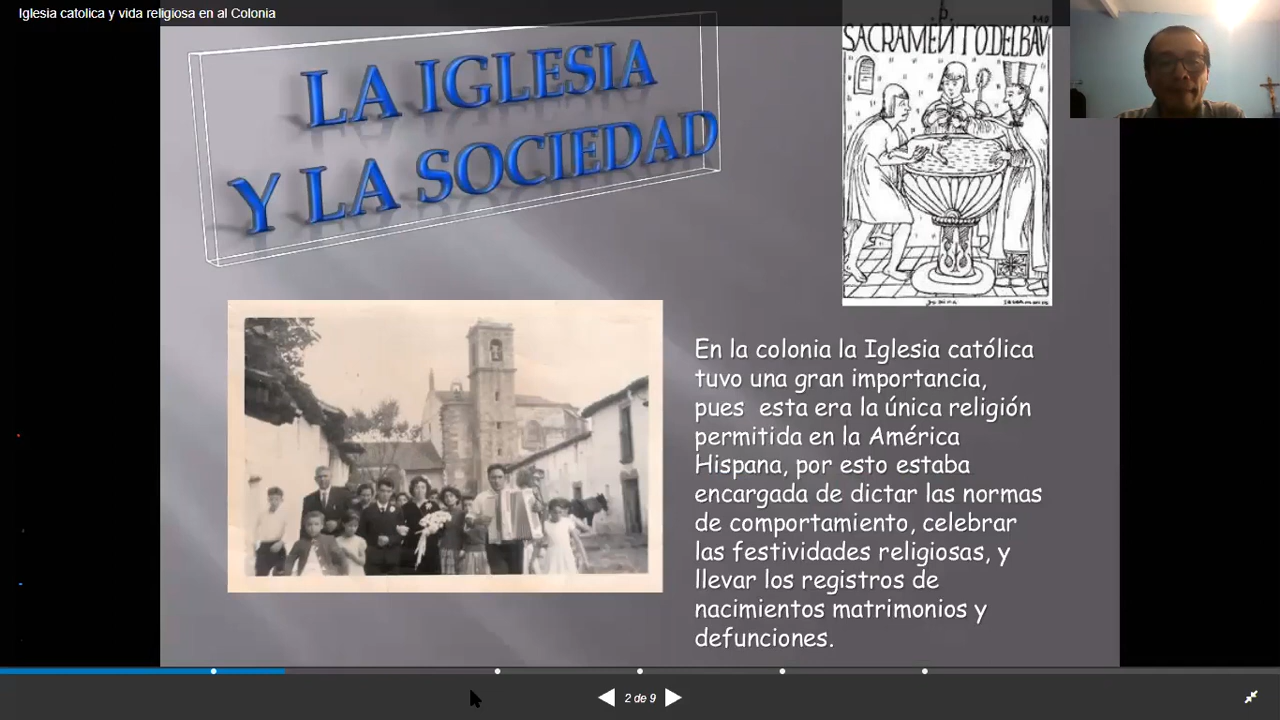 Iglesia catolica y vida religiosa en al Colonia
LA IGLESIA
Y LA SOCIEDAD
SACRAMENTO DEL BAV
En la colonia la Iglesia católica
tuvo una gran importancia,
pues esta era la única religión
permitida en la América
Hispana, por esto estaba
encargada de dictar las normas
de comportamiento, celebrar
las festividades religiosas, y
llevar los registros de
nacimientos matrimonios y
defunciones.
2 de 9